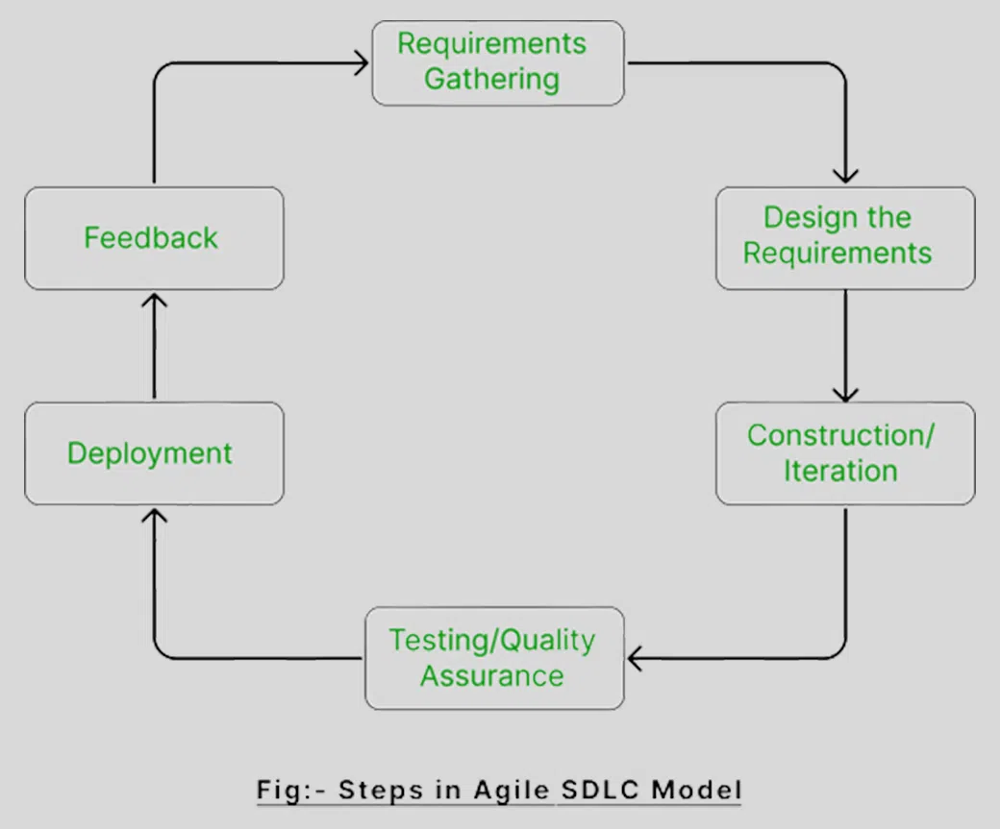 Requirements
Gathering
Design the
Requirements
Construction/
Iteration
Testing/Quality
Assurance
Deployment
Feedback
Fig:- Steps in Agile SDLC Model